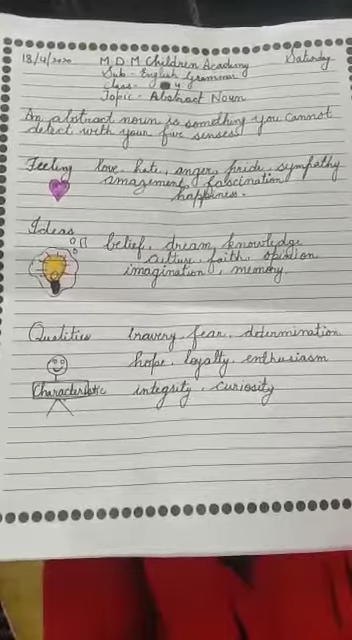 18/4/2020 M.D.M Children Academy Saturday
Sub - English Grammar
Class - 4
Topic - Abstract Noun
An abstract noun is something you cannot
detect with your five senses
Feeling love, hate, anger, pride, sympathy
amazement, fascination
happiness.
Ideas
belief, dream, knowledge
culture, faith, opinion
imagination, memory.
Qualities bravery, fear, determination
hope, loyalty, enthusiasm
Characteristic integrity, curiosity